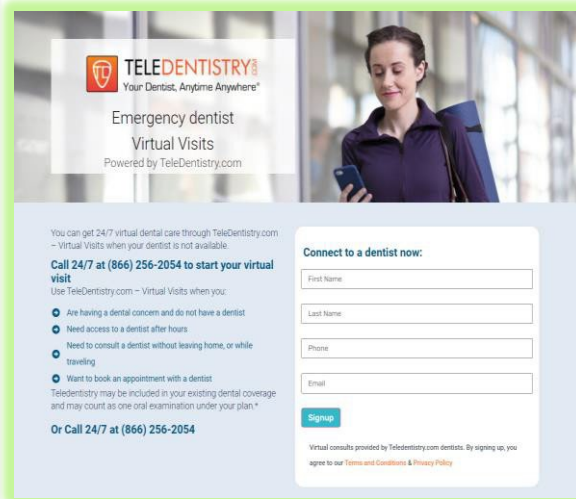 TELEDENTISTRY.COM
Your Dentist, Anytime Anywhere®
Emergency dentist
Virtual Visits
Powered by TeleDentistry.com
You can get 24/7 virtual dental care through TeleDentistry.com
– Virtual Visits when your dentist is not available.
Call 24/7 at (866) 256-2054 to start your virtual
visit
Use TeleDentistry.com – Virtual Visits when you:
Are having a dental concern and do not have a dentist
Need access to a dentist after hours
Need to consult a dentist without leaving home, or while
traveling
Want to book an appointment with a dentist
Teledentistry may be included in your existing dental coverage
and may count as one oral examination under your plan.*
Or Call 24/7 at (866) 256-2054
Connect to a dentist now:
First Name
Last Name
Phone
Email
Signup
Virtual consults provided by Teledentistry.com dentists. By signing up, you
agree to our Terms and Conditions & Privacy Policy